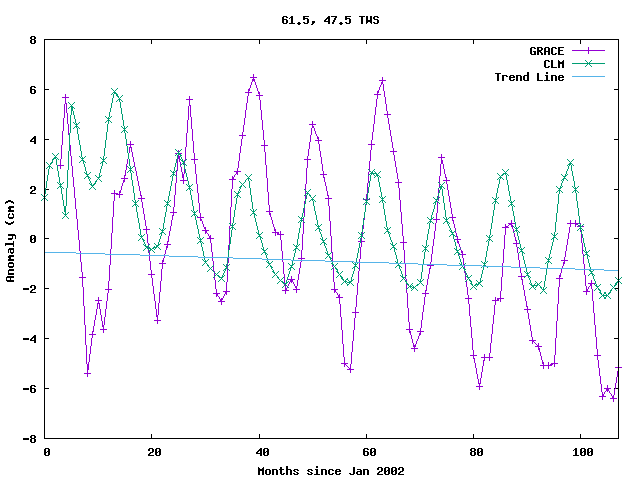 61.5, 47.5 TWS
GRACE
CLM
Trend Line
Anomaly (cm)
8
6
4
2
0
-2
-4
-6
-8
0 20 40 60 80 100
Months since Jan 2002